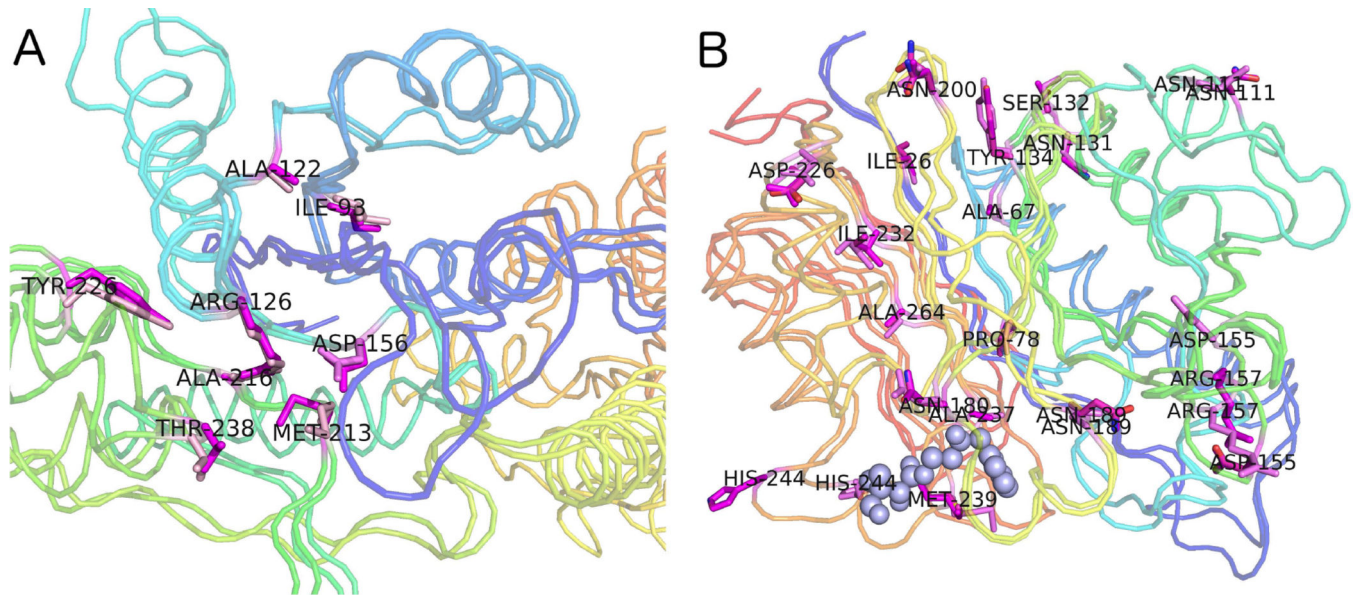 A
ALA-122
ILE-93
TYR-226
ARG-126
ASP-156
ALA-216
THR-238
MET-213
B
ASN-200
ASN-111
ASN-111
SER-132
ASN-131
TYR-134
ILE-26
ASP-226
ALA-67
ILE-232
ALA-264
PRO-78
ASP-155
ARG-157
ASN-180
ALA-237
ASN-189
ASN-189
ARG-157
ASP-155
HIS-244
HIS-244
MET-239